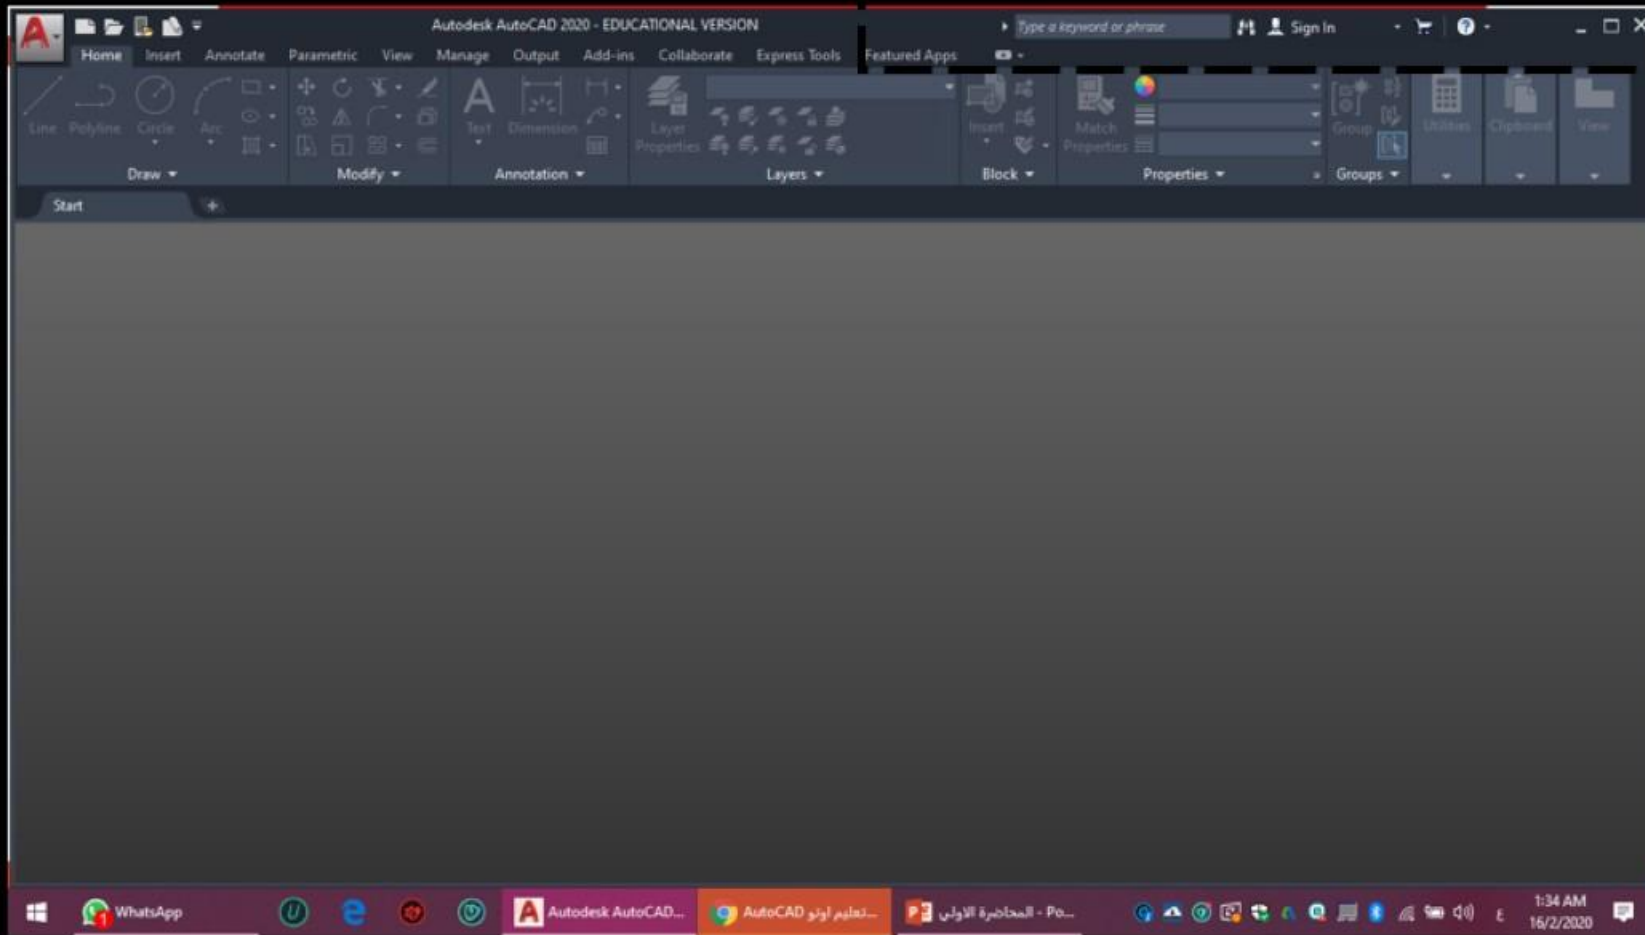 Autodesk AutoCAD 2020 - EDUCATIONAL VERSION
Type a keyword or phrase
Sign In
Home Insert Annotate Parametric View Manage Output Add-ins Collaborate Express Tools Featured Apps
Line Polyline Circle Arc Text Dimension Layer Properties Insert Match Properties Group Utilities Clipboard View
Draw Modify Annotation Layers Block Properties Groups
Start
WhatsApp
Autodesk AutoCAD...
تعليم اوتو AutoCAD...
المحاضرة الاولى - Po...
ع
1:34 AM
16/2/2020